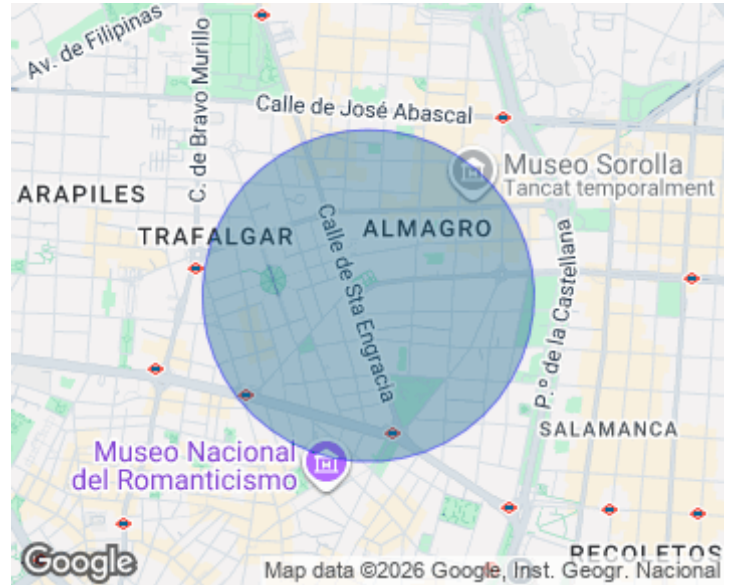 Av. de Filipinas
C. de Bravo Murillo
Calle de José Abascal
Museo Sorolla
Tancat temporalment
ARAPILES
TRAFALGAR
ALMAGRO
Calle de Sta Engracia
P.º de la Castellana
SALAMANCA
Museo Nacional
del Romanticismo
RECOLETOS
Google
Map data ©2026 Google, Inst. Geogr. Nacional